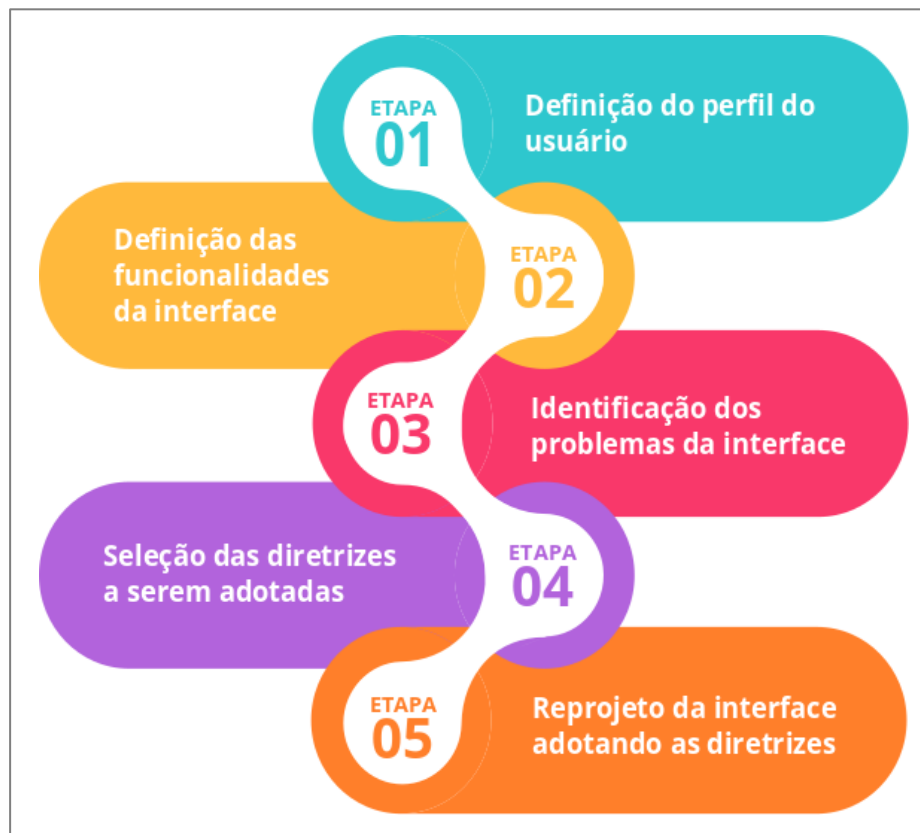 ETAPA
01
Definição do perfil do
usuário
Definição das
funcionalidades
da interface
ETAPA
02
ETAPA
03
Identificação dos
problemas da interface
Seleção das diretrizes
a serem adotadas
ETAPA
04
ETAPA
05
Reprojeto da interface
adotando as diretrizes